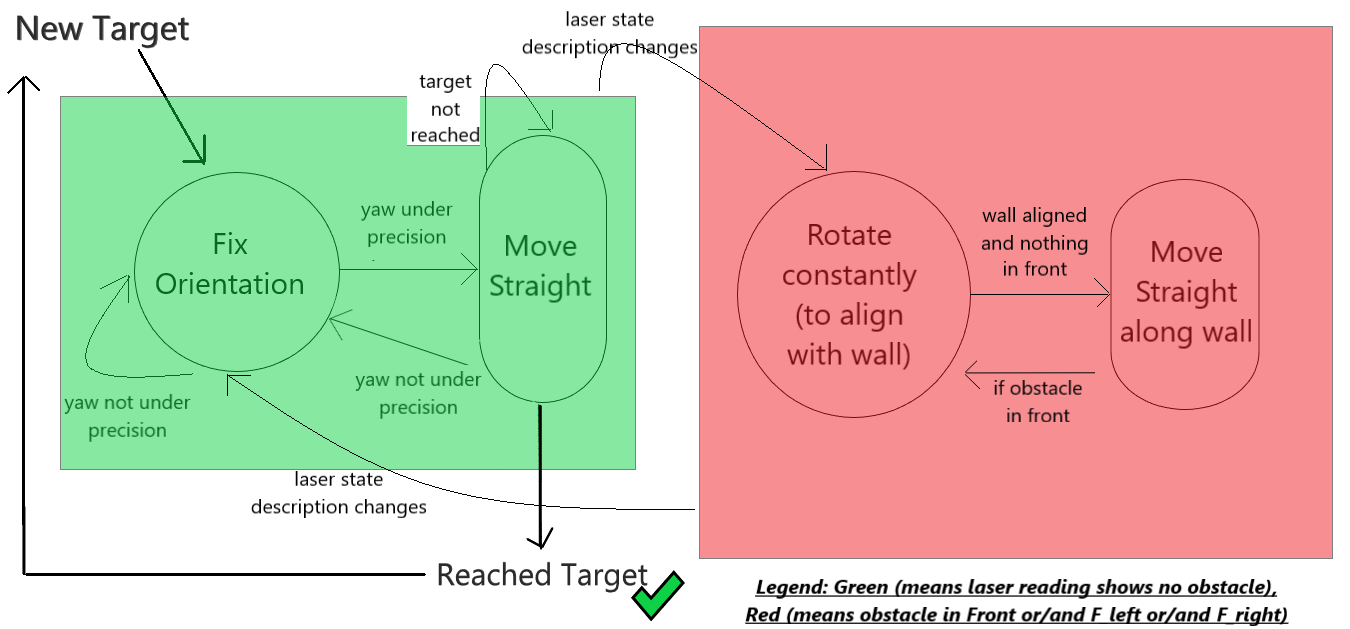 New Target
laser state
description changes
target
not
reached
yaw under
precision
Fix
Orientation
Move
Straight
yaw not under
precision
yaw not under
precision
laser state
description changes
Reached Target
Rotate
constantly
(to align
with wall)
wall aligned
and nothing
in front
Move
Straight
along wall
if obstacle
in front
Legend: Green (means laser reading shows no obstacle),
Red (means obstacle in Front or/and F_left or/and F_right)